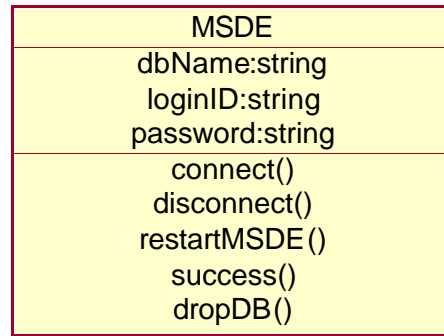 MSDE
dbName:string
loginID:string
password:string
connect()
disconnect()
restartMSDE()
success()
dropDB()